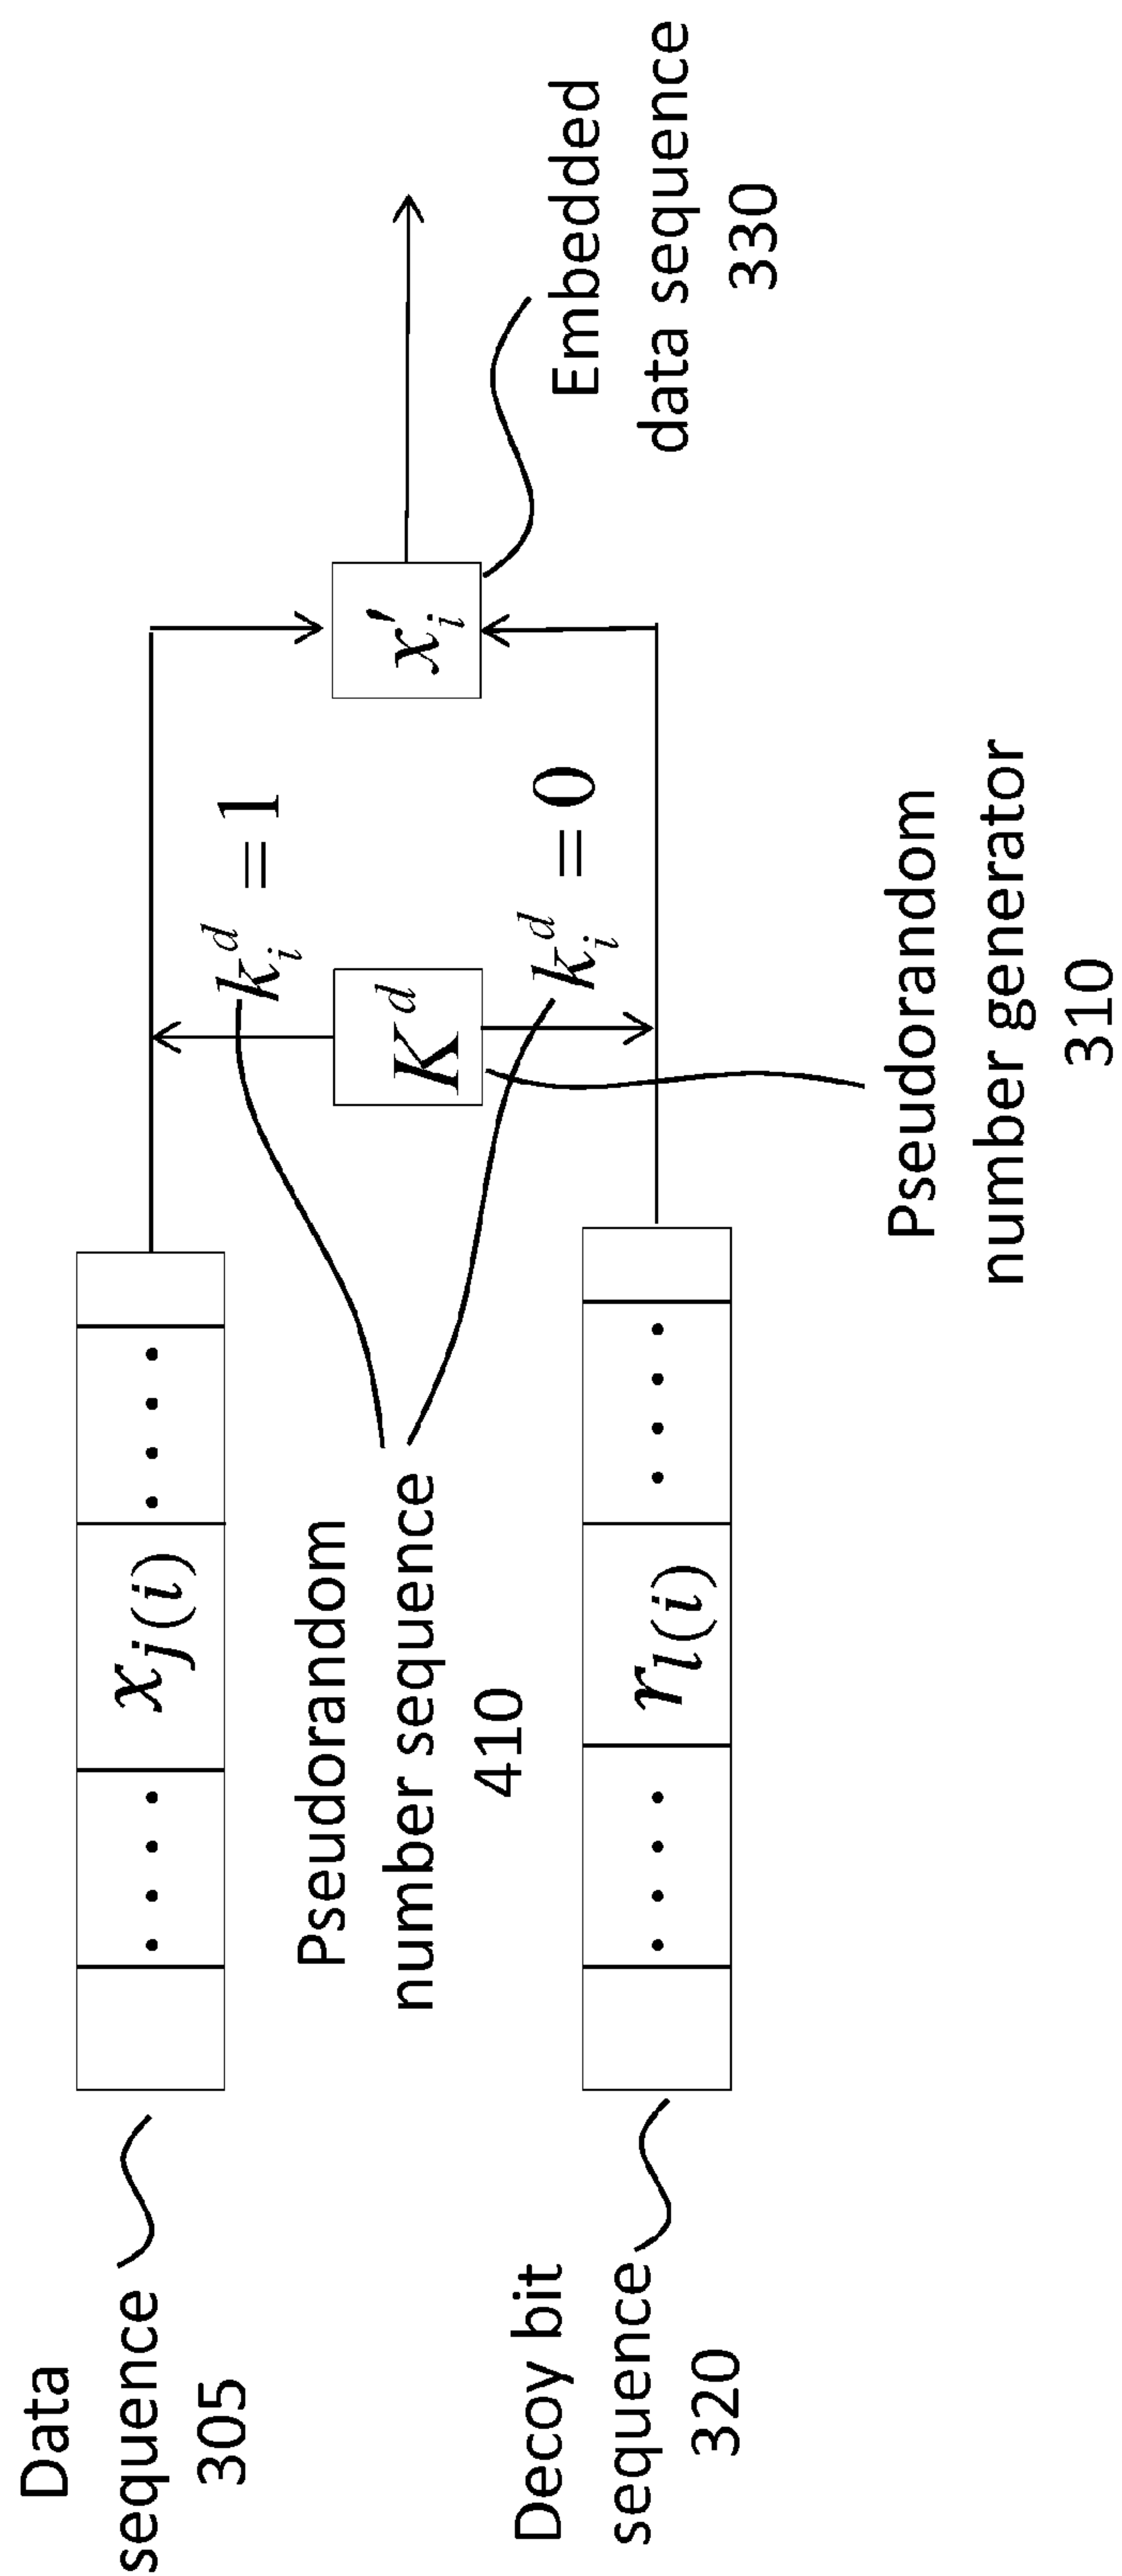 Data
sequence
305
x_{j(i)}
k_i^d = 1
Pseudorandom
number sequence
410
K^d
x'_i
k_i^d = 0
Embedded
data sequence
330
Decoy bit
sequence
320
r_{l(i)}
Pseudorandom
number generator
310